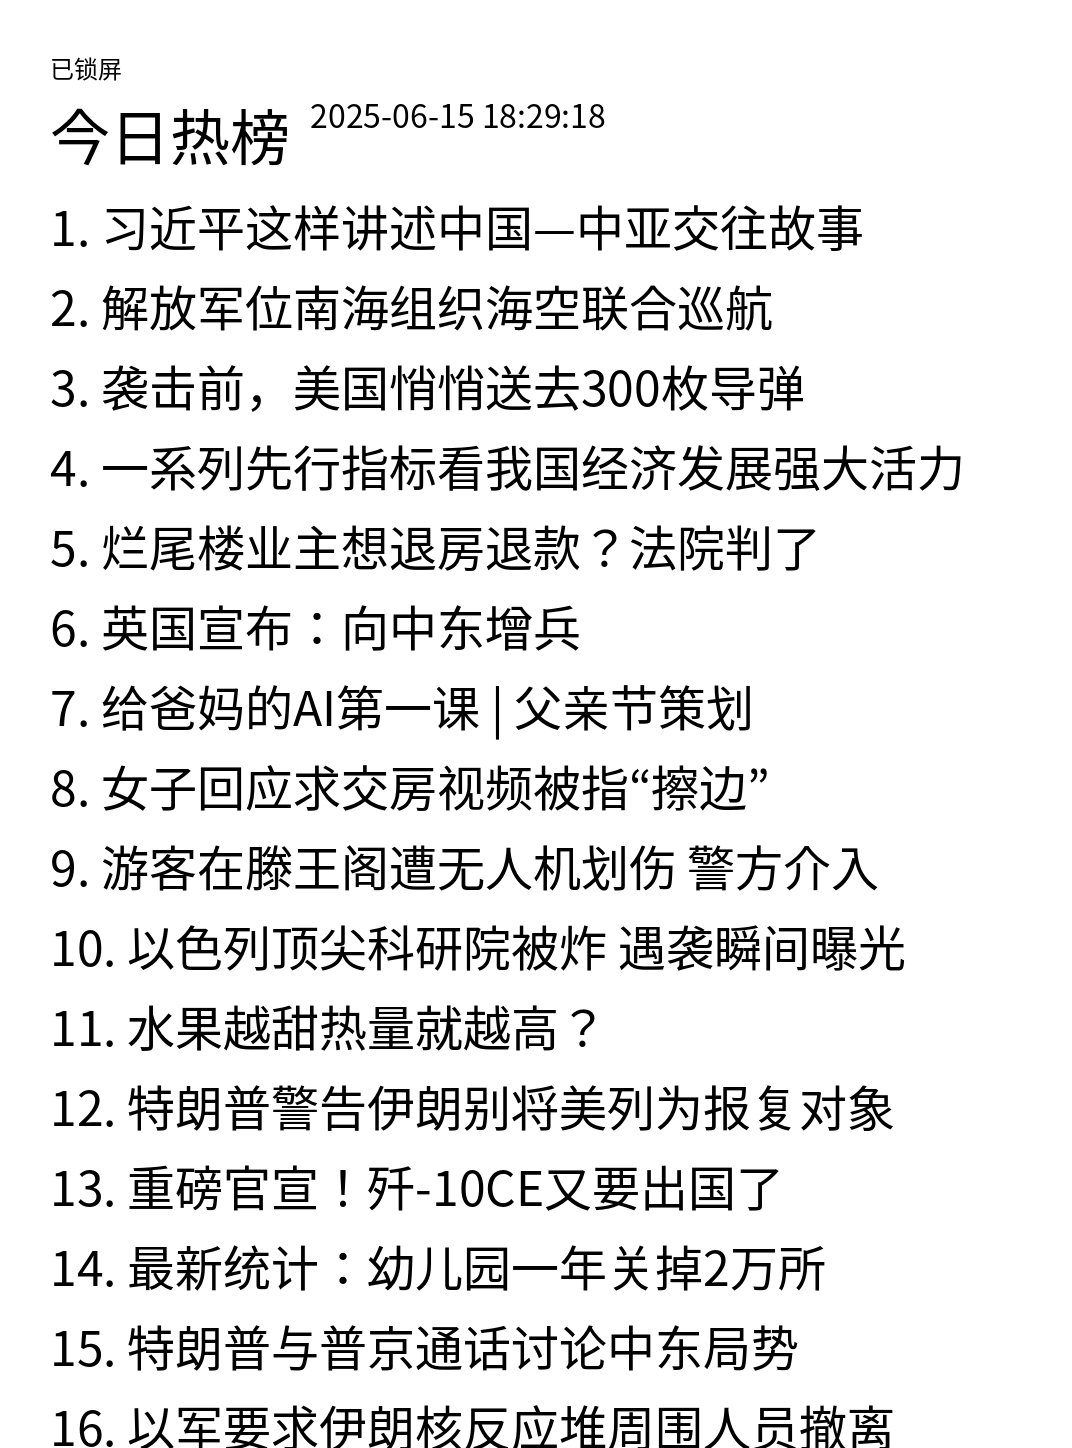 已锁屏
今日热榜 2025-06-15 18:29:18
1. 习近平这样讲述中国—中亚交往故事
2. 解放军位南海组织海空联合巡航
3. 袭击前，美国悄悄送去300枚导弹
4. 一系列先行指标看我国经济发展强大活力
5. 烂尾楼业主想退房退款？法院判了
6. 英国宣布：向中东增兵
7. 给爸妈的AI第一课 | 父亲节策划
8. 女子回应求交房视频被指“擦边”
9. 游客在滕王阁遭无人机划伤 警方介入
10. 以色列顶尖科研院被炸 遇袭瞬间曝光
11. 水果越甜热量就越高？
12. 特朗普警告伊朗别将美列为报复对象
13. 重磅官宣！歼-10CE又要出国了
14. 最新统计：幼儿园一年关掉2万所
15. 特朗普与普京通话讨论中东局势
16. 以军要求伊朗核反应堆周围人员撤离